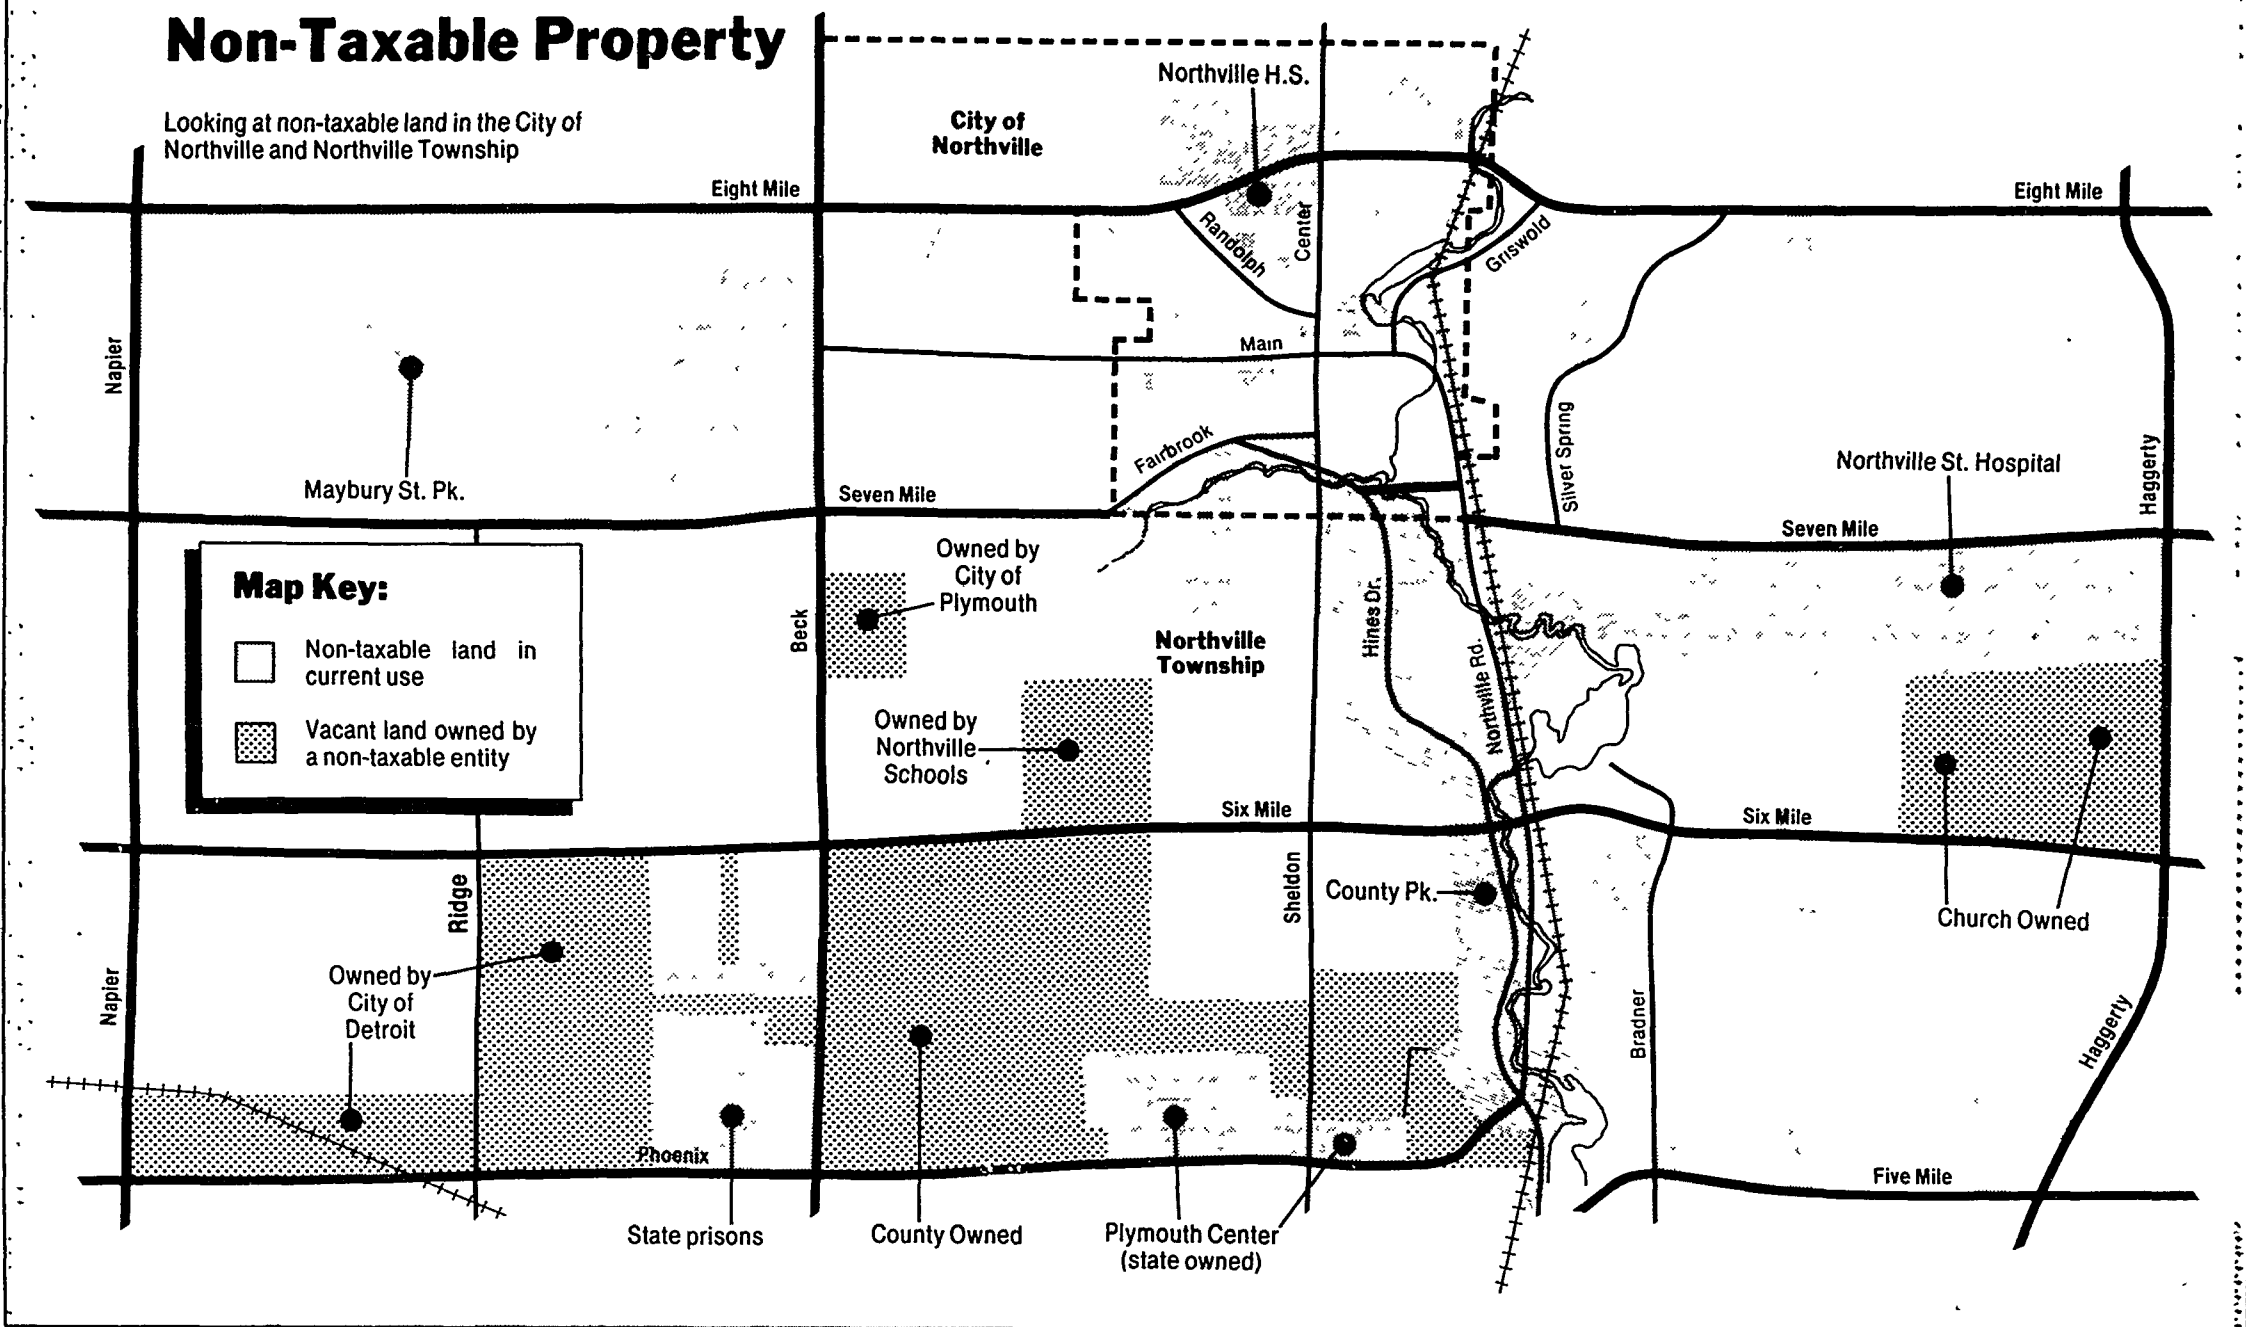 Non-Taxable Property
Looking at non-taxable land in the City of
Northville and Northville Township
Northville H.S.
City of
Northville
Eight Mile
Eight Mile
Randolph
Center
Griswold
Napier
Main
Maybury St. Pk.
Fairbrook
Silver Spring
Northville St. Hospital
Haggerty
Seven Mile
Seven Mile
Map Key:
Non-taxable land in
current use
Vacant land owned by
a non-taxable entity
Beck
Owned by
City of
Plymouth
Northville
Township
Hines Dr.
Northville Rd.
Owned by
Northville
Schools
Six Mile
Six Mile
Ridge
Sheldon
County Pk.
Church Owned
Owned by
City of
Detroit
Napier
Bradner
Haggerty
Phoenix
Five Mile
State prisons
County Owned
Plymouth Center
(state owned)